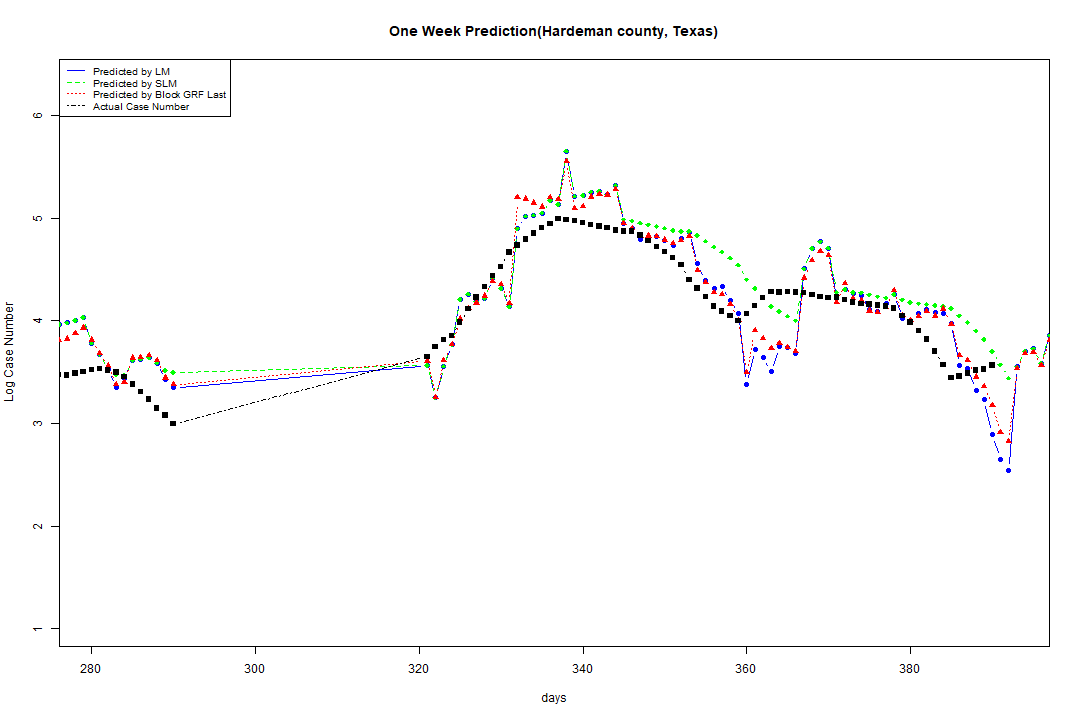 One Week Prediction(Hardeman county, Texas)
Predicted by LM
Predicted by SLM
Predicted by Block GRF Last
Actual Case Number
Log Case Number
6
5
4
3
2
1
280 300 320 340 360 380
days